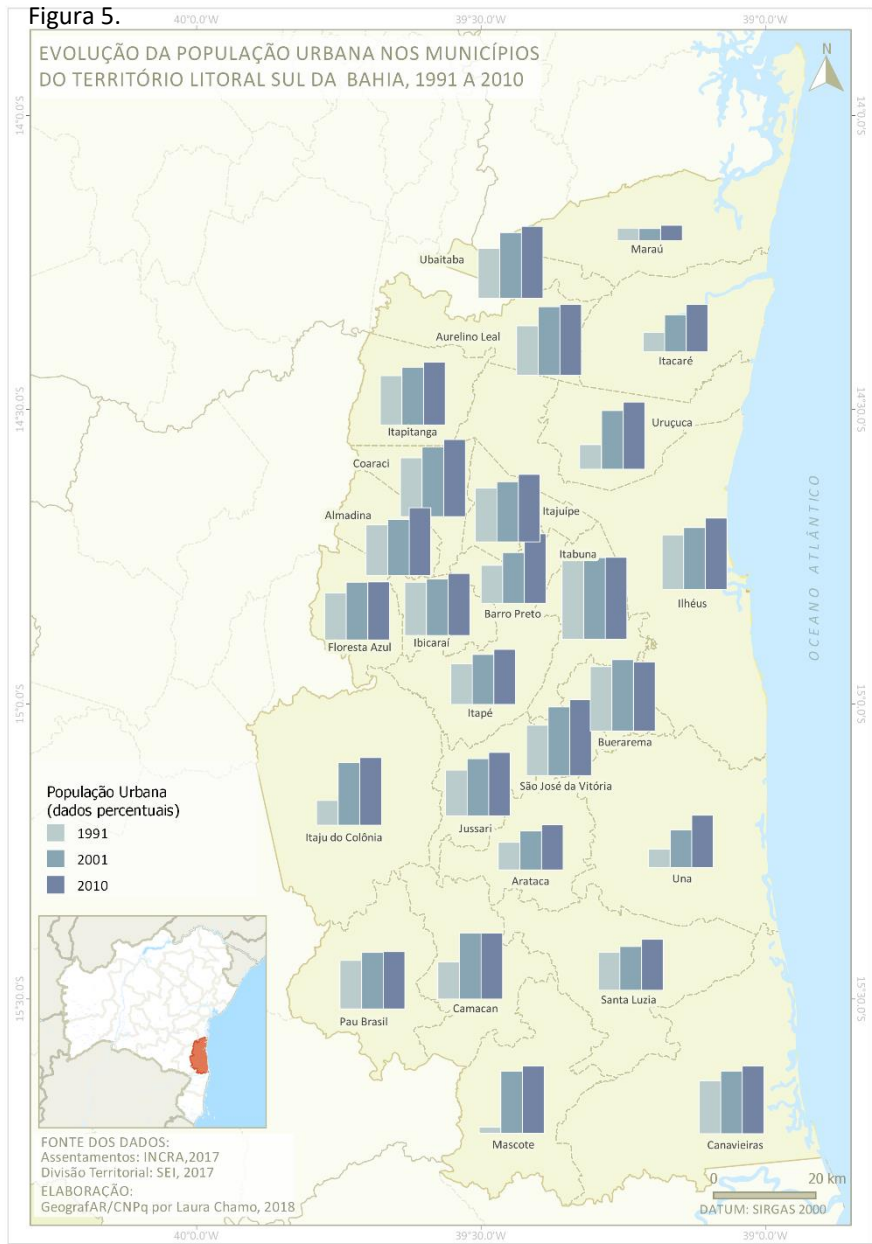 Figura 5.
40°0.0'W 39°30.0'W 39°0.0'W
EVOLUÇÃO DA POPULAÇÃO URBANA NOS MUNICÍPIOS
DO TERRITÓRIO LITORAL SUL DA BAHIA, 1991 A 2010
N
14°0.0'S 14°0.0'S
Ubaitaba
Maraú
Aurelino Leal
Itacaré
14°30.0'S 14°30.0'S
Itapitanga
Uruçuca
Coaraci
Almadina
Itajuípe
Itabuna
Ilhéus
Barro Preto
Floresta Azul
Ibicaraí
OCEANO ATLÂNTICO
Itapé
15°0.0'S 15°0.0'S
Buerarema
São José da Vitória
População Urbana
(dados percentuais)
1991
2001
2010
Itaju do Colônia
Jussari
Arataca
Una
Pau Brasil
Camacan
Santa Luzia
15°30.0'S 15°30.0'S
Mascote
Canavieiras
FONTE DOS DADOS:
Assentamentos: INCRA,2017
Divisão Territorial: SEI, 2017
ELABORAÇÃO:
GeografAR/CNPq por Laura Chamo, 2018
0 20 km
DATUM: SIRGAS 2000
40°0.0'W 39°30.0'W 39°0.0'W